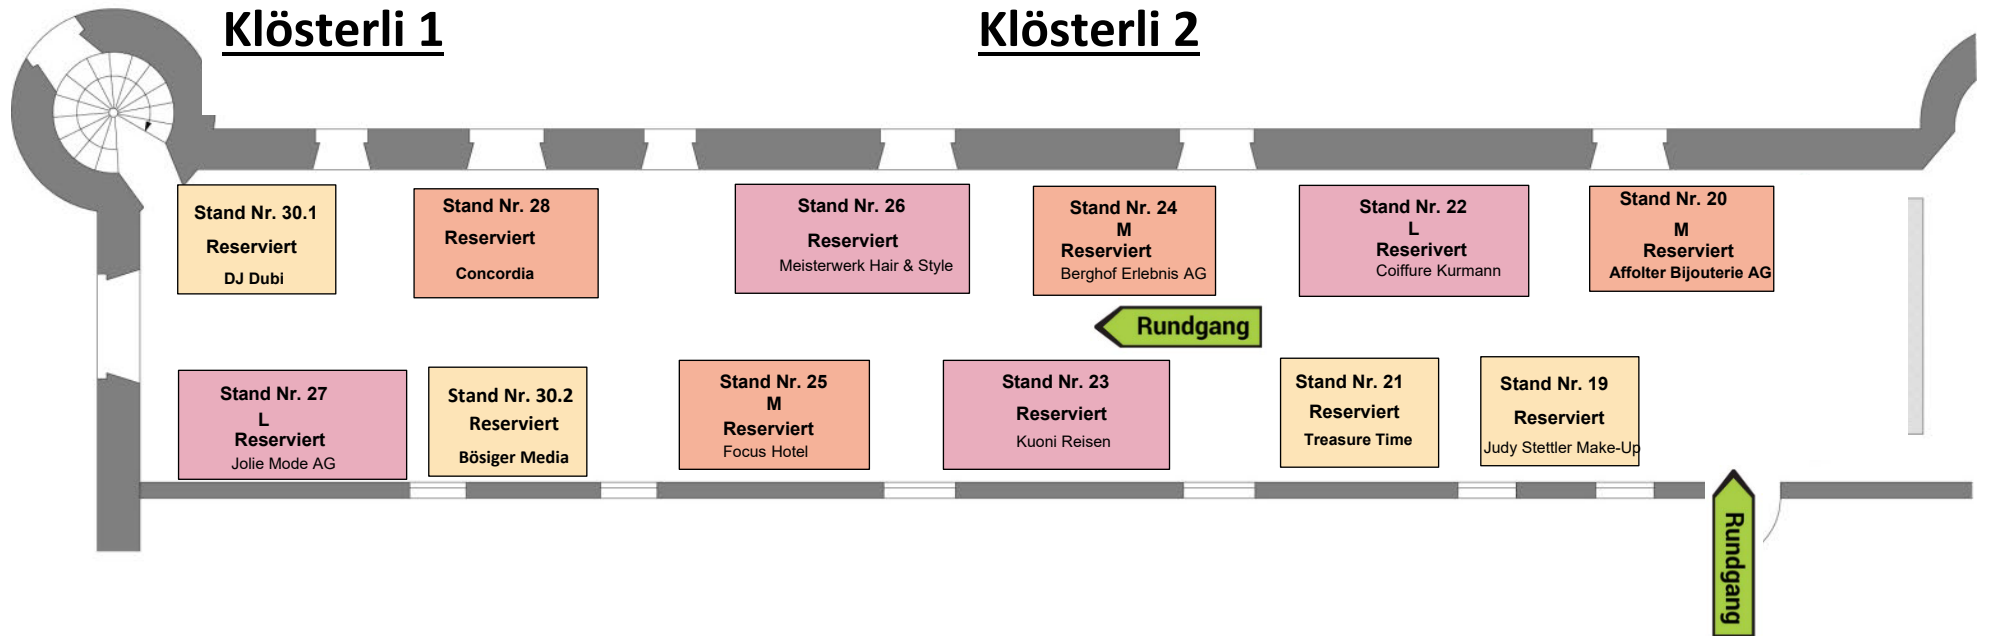 Klösterli 1
Klösterli 2
Stand Nr. 30.1
Reserviert
DJ Dubi
Stand Nr. 28
Reserviert
Concordia
Stand Nr. 26
Reserviert
Meisterwerk Hair & Style
Stand Nr. 24
M
Reserviert
Berghof Erlebnis AG
Stand Nr. 22
L
Reserivert
Coiffure Kurmann
Stand Nr. 20
M
Reserviert
Affolter Bijouterie AG
Rundgang
Stand Nr. 27
L
Reserviert
Jolie Mode AG
Stand Nr. 30.2
Reserviert
Bösiger Media
Stand Nr. 25
M
Reserviert
Focus Hotel
Stand Nr. 23
Reserviert
Kuoni Reisen
Stand Nr. 21
Reserviert
Treasure Time
Stand Nr. 19
Reserviert
Judy Stettler Make-Up
Rundgang